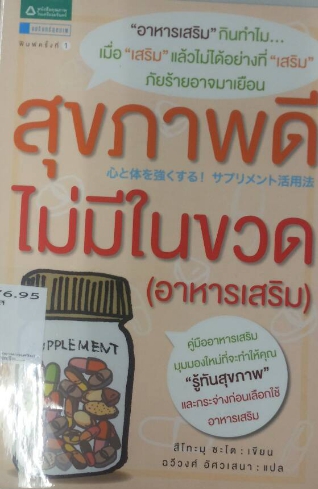 พิมพ์ครั้งที่ 1
"อาหารเสริม" กินทำไม...
เมื่อ "เสริม" แล้วไม่ได้อย่างที่ "เสริม"
ภัยร้ายอาจมาเยือน
สุขภาพดี
心と体を強くする! サプリメント活用法
ไม่มีในขวด
(อาหารเสริม)
6.95
SUPPLEMENT
คู่มืออาหารเสริม
มุมมองใหม่ที่จะทำให้คุณ
"รู้ทันสุขภาพ"
และกระจ่างก่อนเลือกใช้
อาหารเสริม
ฮิโทะมุ ซะโต : เขียน
ฉวีวงศ์ อัศวเสนา : แปล